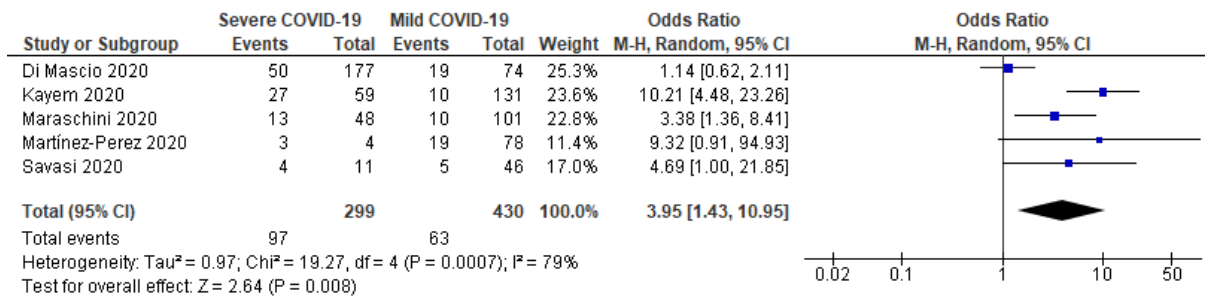 Severe COVID-19 Mild COVID-19 Odds Ratio Odds Ratio
Study or Subgroup Events Total Events Total Weight M-H, Random, 95% CI M-H, Random, 95% CI
Di Mascio 2020 50 177 19 74 25.3% 1.14 [0.62, 2.11]
Kayem 2020 27 59 10 131 23.6% 10.21 [4.48, 23.26]
Maraschini 2020 13 48 10 101 22.8% 3.38 [1.36, 8.41]
Martínez-Perez 2020 3 4 19 78 11.4% 9.32 [0.91, 94.93]
Savasi 2020 4 11 5 46 17.0% 4.69 [1.00, 21.85]
Total (95% CI) 299 430 100.0% 3.95 [1.43, 10.95]
Total events 97 63
Heterogeneity: Tau² = 0.97; Chi² = 19.27, df = 4 (P = 0.0007); I² = 79%
Test for overall effect: Z = 2.64 (P = 0.008)
0.02 0.1 1 10 50